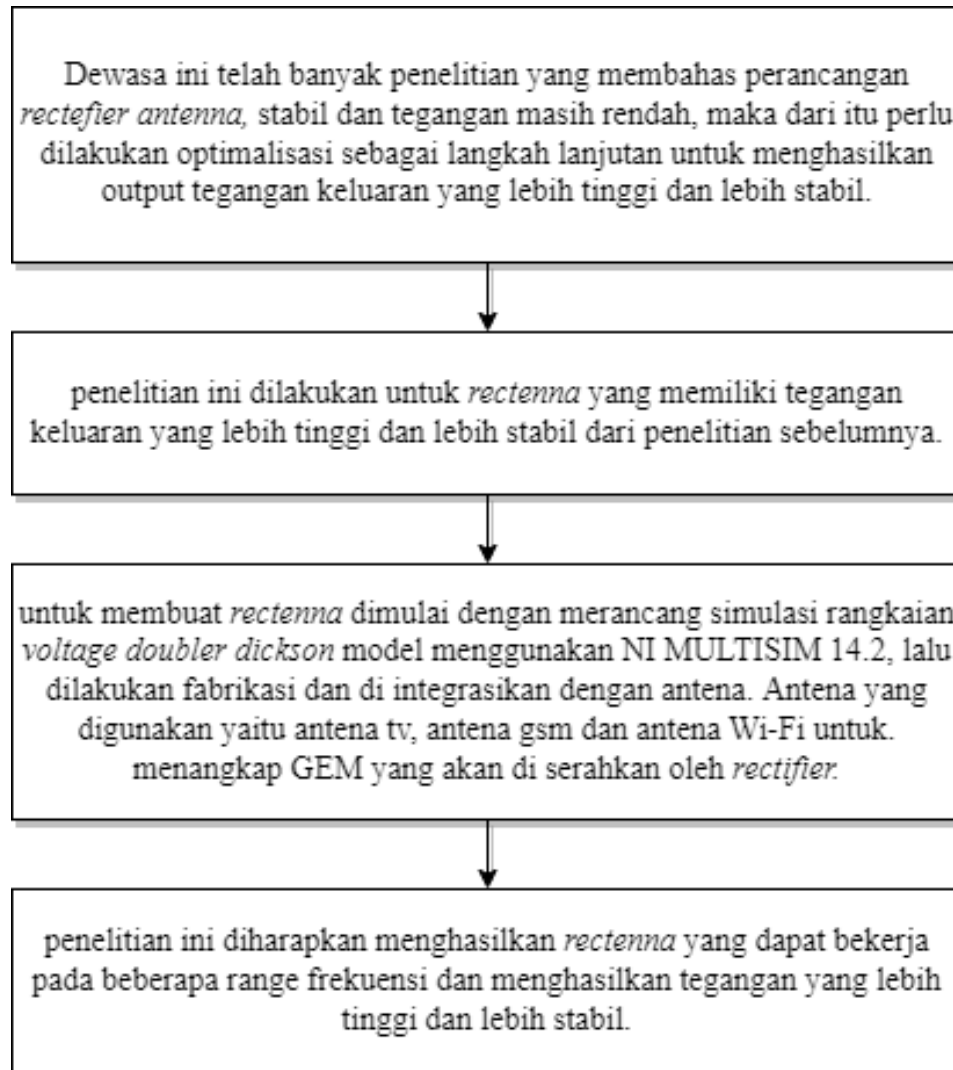 Dewasa ini telah banyak penelitian yang membahas perancangan
rectefier antenna, stabil dan tegangan masih rendah, maka dari itu perlu
dilakukan optimalisasi sebagai langkah lanjutan untuk menghasilkan
output tegangan keluaran yang lebih tinggi dan lebih stabil.
penelitian ini dilakukan untuk rectenna yang memiliki tegangan
keluaran yang lebih tinggi dan lebih stabil dari penelitian sebelumnya.
untuk membuat rectenna dimulai dengan merancang simulasi rangkaian
voltage doubler dickson model menggunakan NI MULTISIM 14.2, lalu
dilakukan fabrikasi dan di integrasikan dengan antena. Antena yang
digunakan yaitu antena tv, antena gsm dan antena Wi-Fi untuk.
menangkap GEM yang akan di serahkan oleh rectifier.
penelitian ini diharapkan menghasilkan rectenna yang dapat bekerja
pada beberapa range frekuensi dan menghasilkan tegangan yang lebih
tinggi dan lebih stabil.